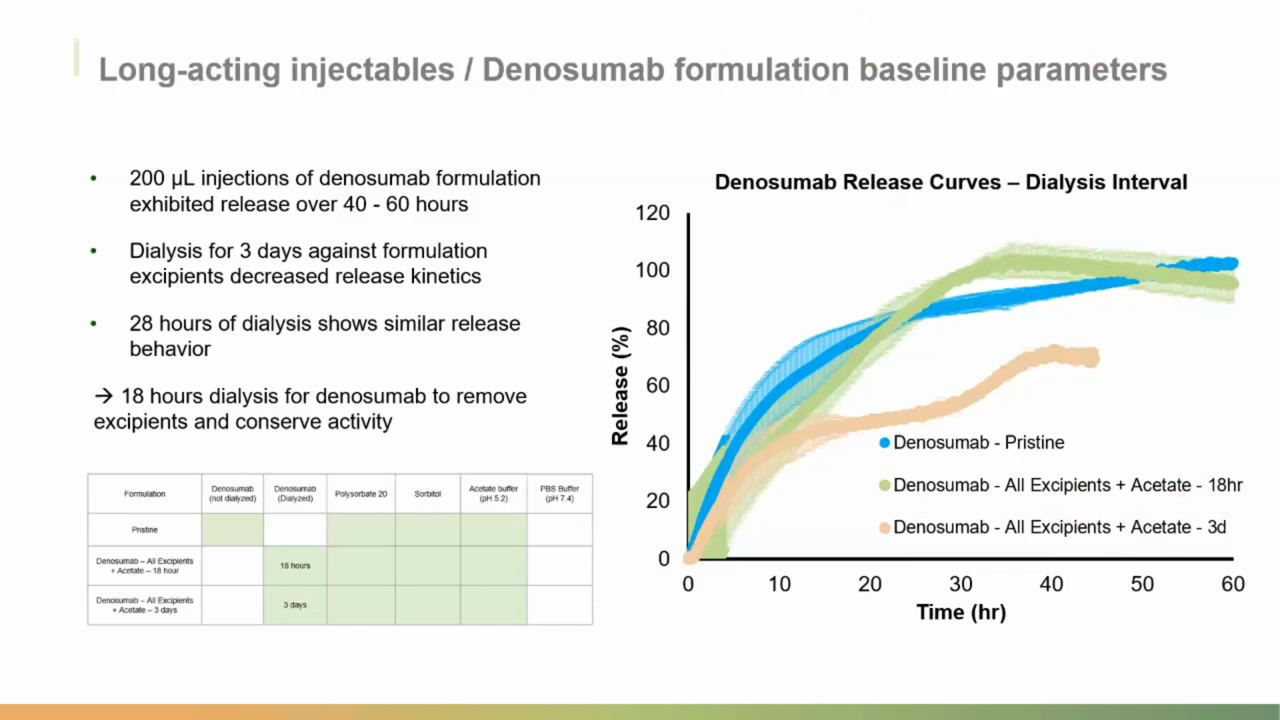 Long-acting injectables / Denosumab formulation baseline parameters
• 200 µL injections of denosumab formulation
exhibited release over 40 - 60 hours
• Dialysis for 3 days against formulation
excipients decreased release kinetics
• 28 hours of dialysis shows similar release
behavior
→ 18 hours dialysis for denosumab to remove
excipients and conserve activity
Formulation
Denosumab
(not dialyzed)
Denosumab
(Dialyzed)
Polysorbate 20
Sorbitol
Acetate buffer
(pH 5.2)
PBS Buffer
(pH 7.4)
Pristine
Denosumab – All Excipients
+ Acetate – 18 hour
18 hours
Denosumab – All Excipients
+ Acetate – 3 days
3 days
Denosumab Release Curves – Dialysis Interval
Release (%)
120
100
80
60
40
20
0
Denosumab - Pristine
Denosumab - All Excipients + Acetate - 18hr
Denosumab - All Excipients + Acetate - 3d
0 10 20 30 40 50 60
Time (hr)